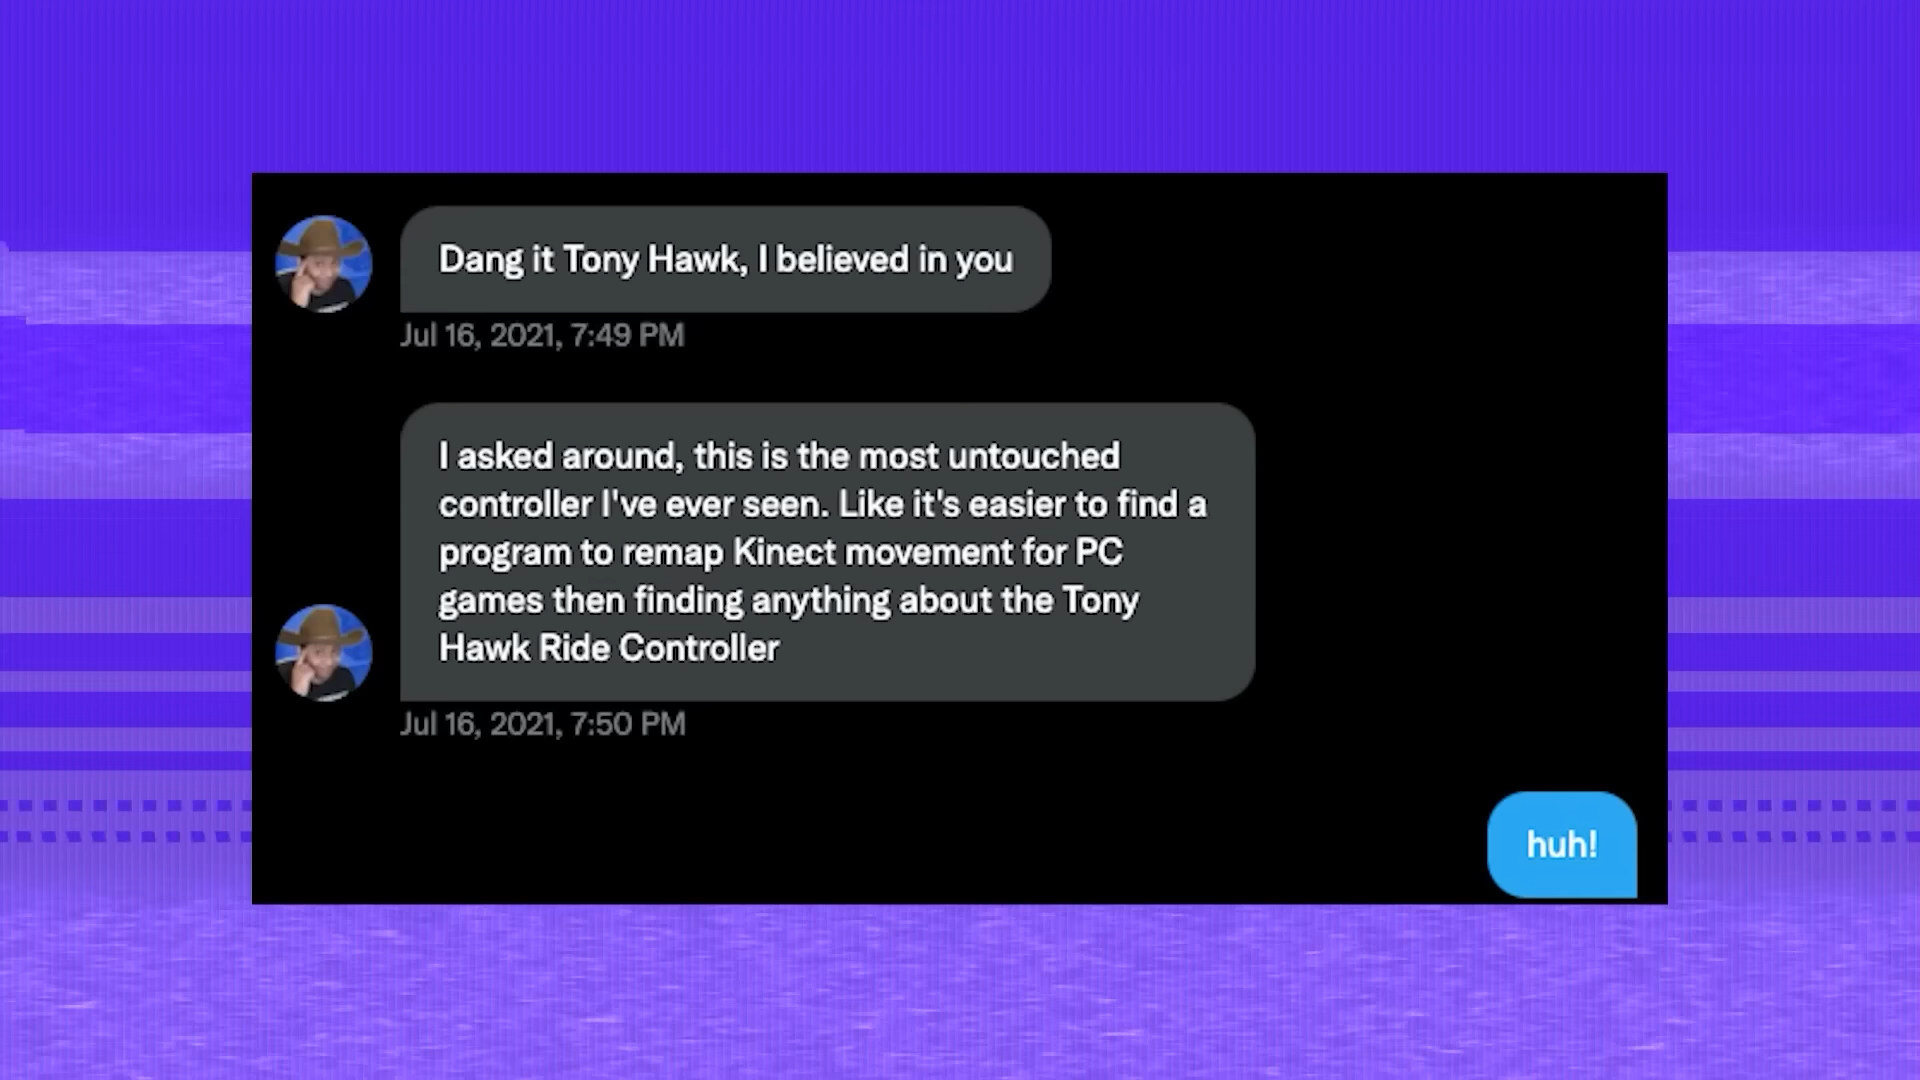 Dang it Tony Hawk, I believed in you
Jul 16, 2021, 7:49 PM
I asked around, this is the most untouched
controller I've ever seen. Like it's easier to find a
program to remap Kinect movement for PC
games then finding anything about the Tony
Hawk Ride Controller
Jul 16, 2021, 7:50 PM
huh!